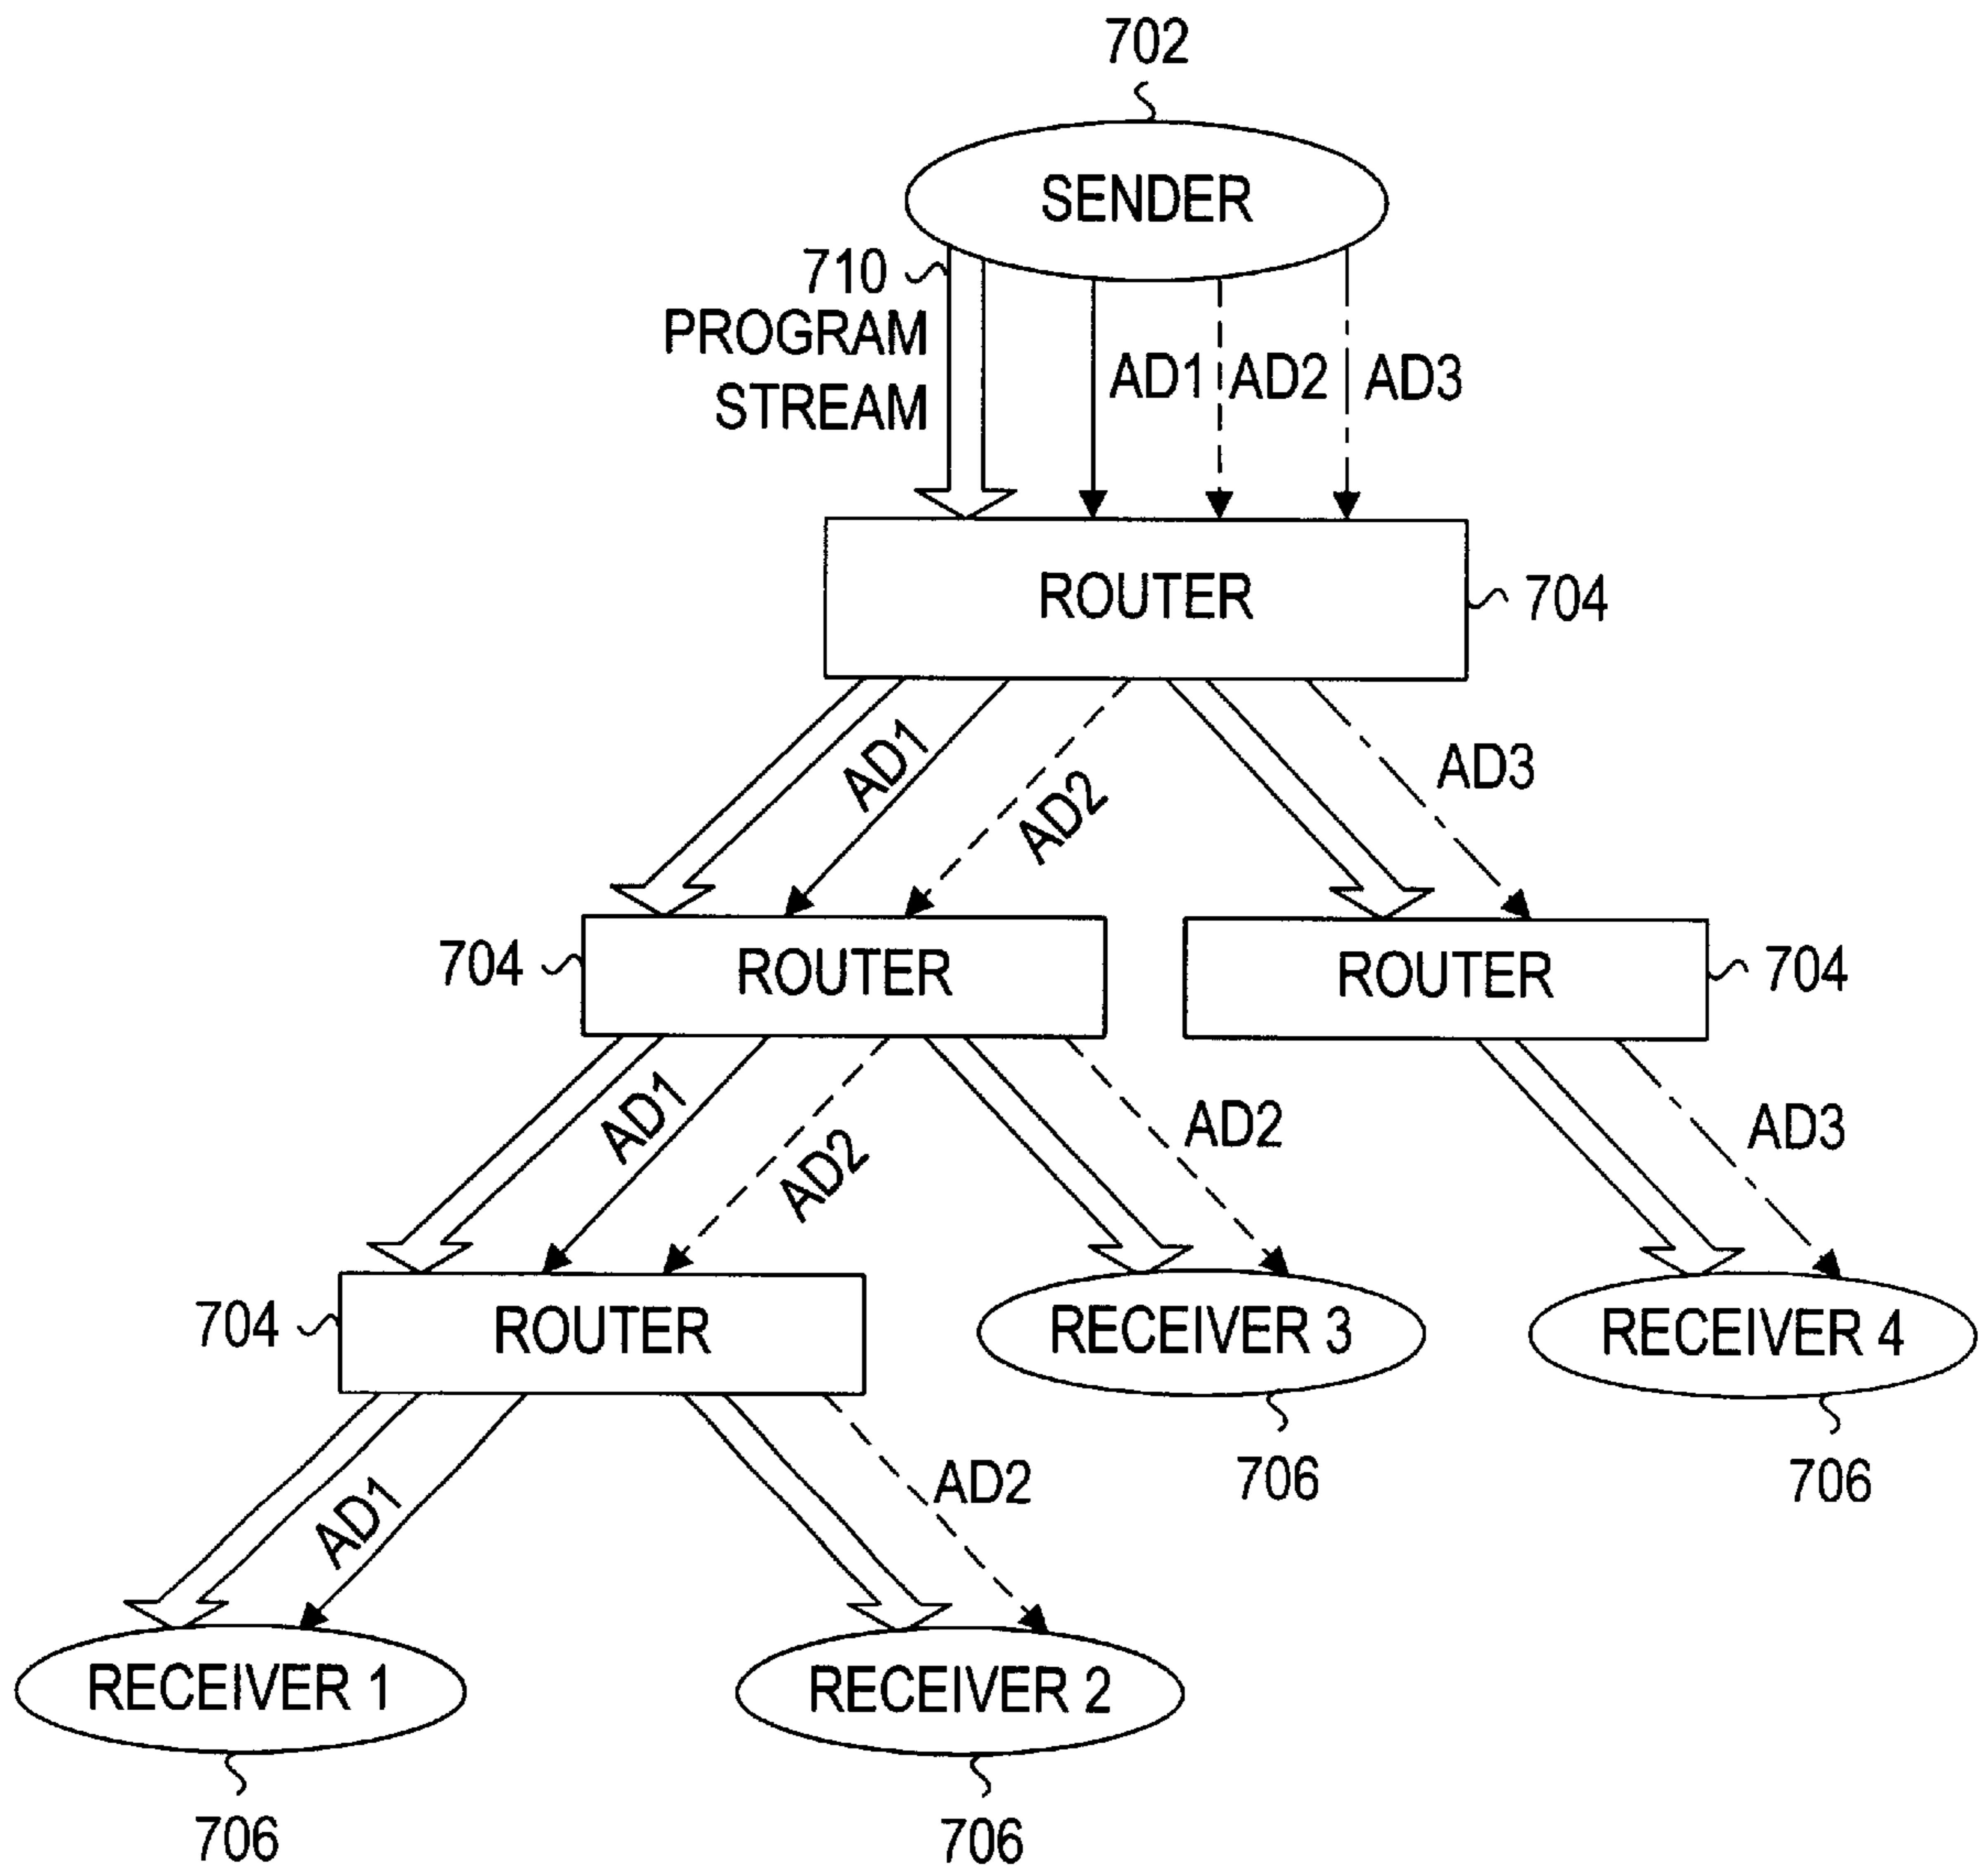 702
SENDER
710
PROGRAM
STREAM
AD1
AD2
AD3
ROUTER
704
AD1
AD2
AD3
704
ROUTER
ROUTER
704
AD1
AD2
AD2
AD3
704
ROUTER
RECEIVER 3
RECEIVER 4
706
706
AD1
AD2
RECEIVER 1
RECEIVER 2
706
706